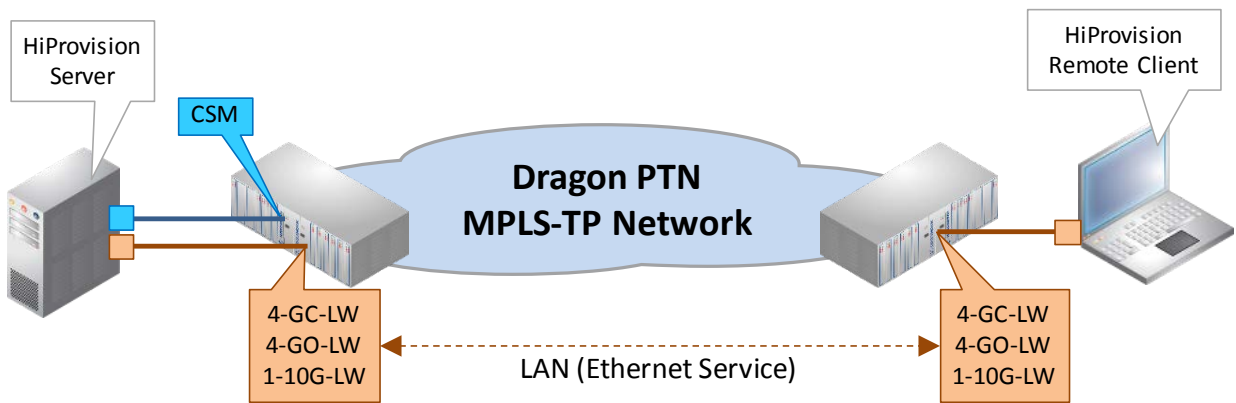 HiProvision
Server
CSM
HiProvision
Remote Client
Dragon PTN
MPLS-TP Network
4-GC-LW
4-GO-LW
1-10G-LW
LAN (Ethernet Service)
4-GC-LW
4-GO-LW
1-10G-LW